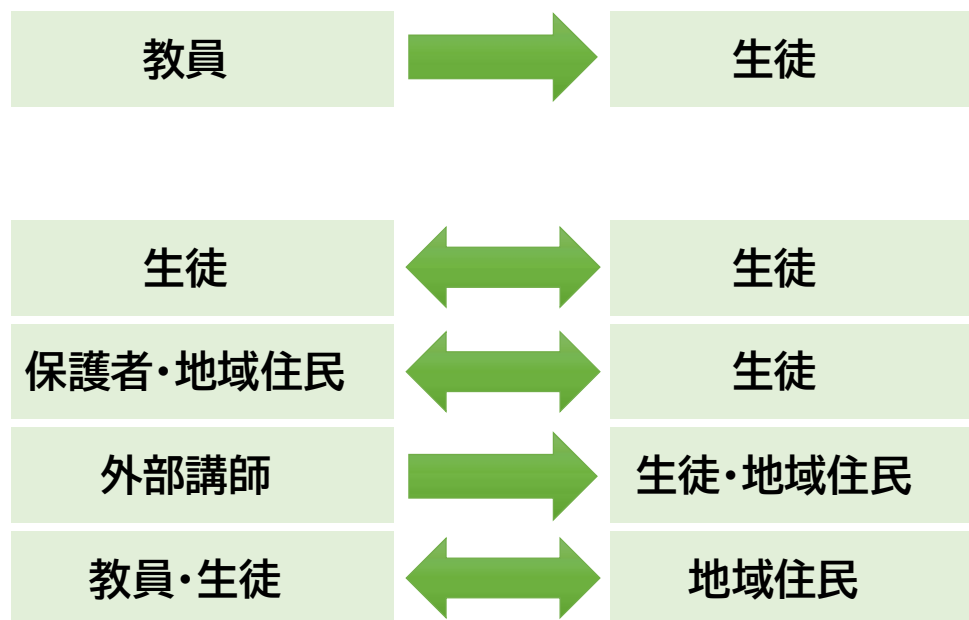 教員 生徒
生徒 生徒
保護者・地域住民 生徒
外部講師 生徒・地域住民
教員・生徒 地域住民